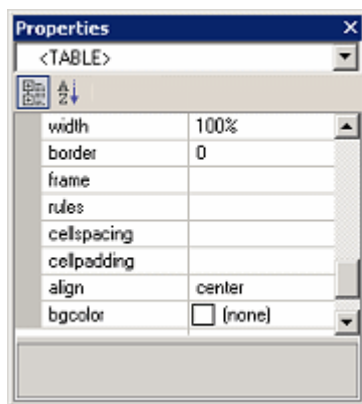 Properties
<TABLE>
width 100%
border 0
frame
rules
cellspacing
cellpadding
align center
bgcolor (none)